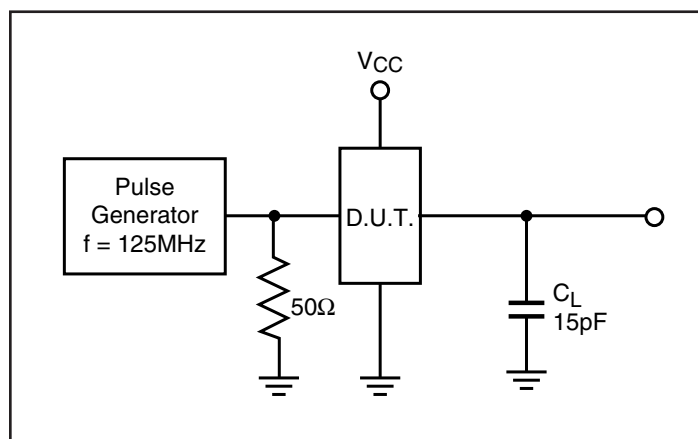 VCC
Pulse
Generator
f = 125MHz
D.U.T.
50Ω
CL
15pF